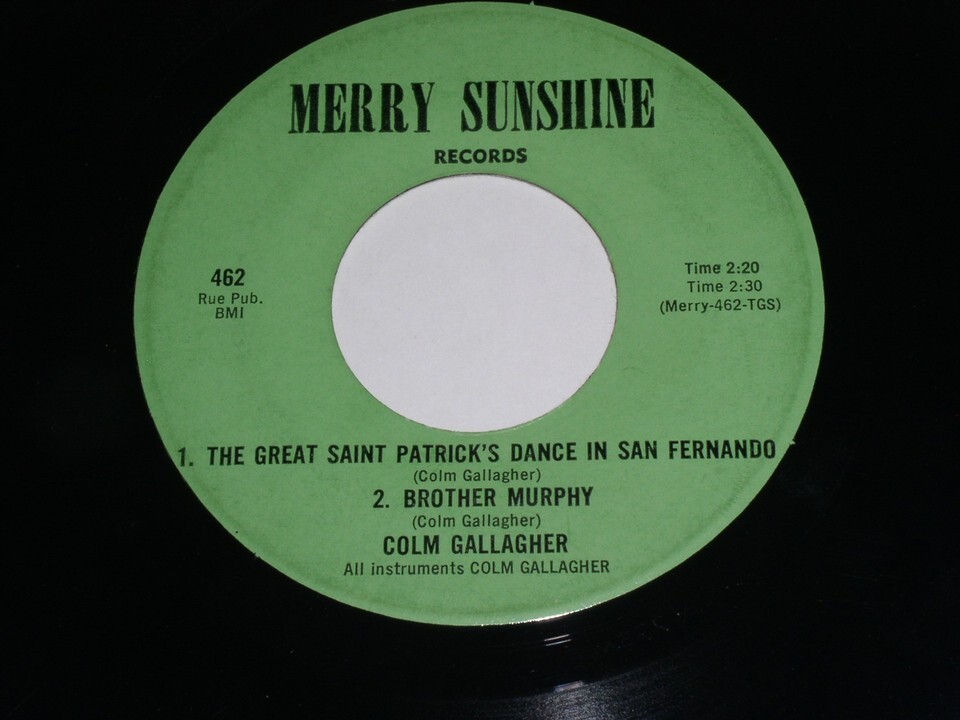 MERRY SUNSHINE
RECORDS
462
Rue Pub.
BMI
Time 2:20
Time 2:30
(Merry-462-TGS)
1. THE GREAT SAINT PATRICK'S DANCE IN SAN FERNANDO
(Colm Gallagher)
2. BROTHER MURPHY
(Colm Gallagher)
COLM GALLAGHER
All instruments COLM GALLAGHER